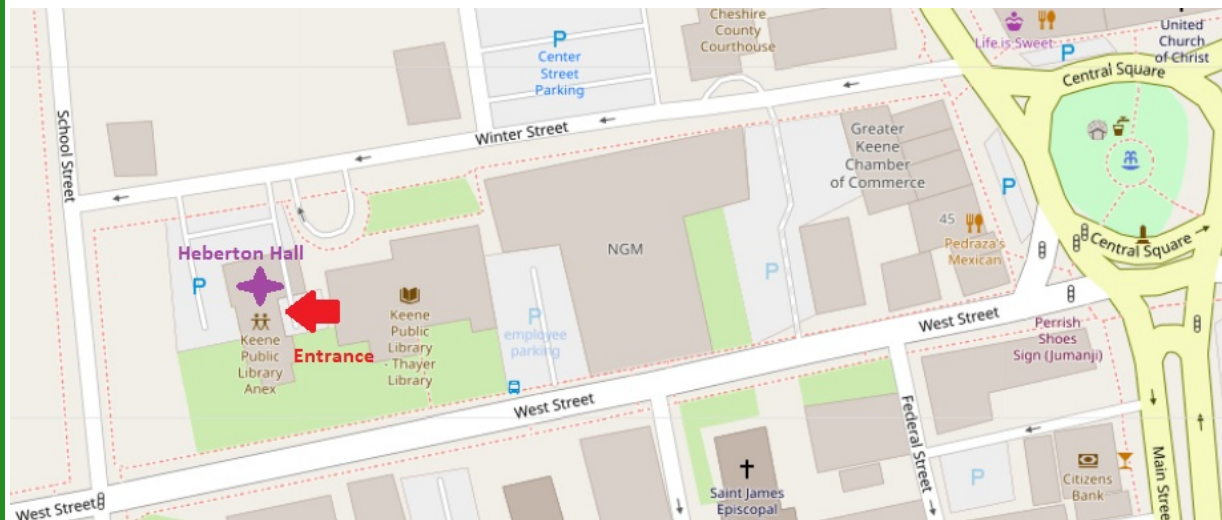 Cheshire
County
Courthouse
Life is Sweet
P
United
Church
of Christ
P
Center
Street
Parking
Central Square
School Street
Winter Street
Greater
Keene
Chamber
of Commerce
P
45
Pedraza's
Mexican
Central Square
Heberton Hall
NGM
P
P
Keene
Public
Library
Anex
Entrance
Keene
Public
Library
- Thayer
Library
P
employee
parking
West Street
Perrish
Shoes
Sign (Jumanji)
West Street
Federal Street
Main Stree
P
Citizens
Bank
Saint James
Episcopal
West Street